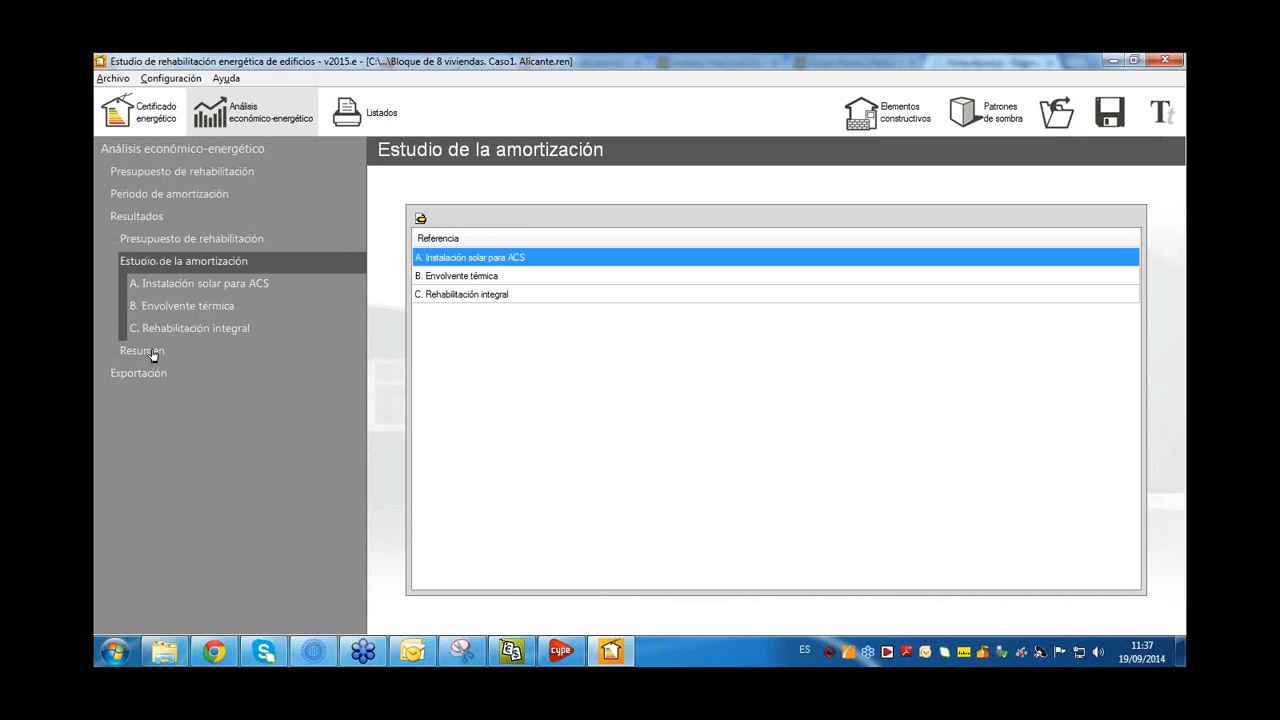 Estudio de rehabilitación energética de edificios - v2015.e - [C:\...\Bloque de 8 viviendas. Caso1. Alicante.ren]
Archivo Configuración Ayuda
Certificado energético
Análisis económico-energético
Listados
Elementos constructivos
Patrones de sombra
Tt
Análisis económico-energético
Presupuesto de rehabilitación
Periodo de amortización
Resultados
Presupuesto de rehabilitación
Estudio de la amortización
A. Instalación solar para ACS
B. Envolvente térmica
C. Rehabilitación integral
Resumen
Exportación
Estudio de la amortización
Referencia
A. Instalación solar para ACS
B. Envolvente térmica
C. Rehabilitación integral
cype
ES
11:37
19/09/2014